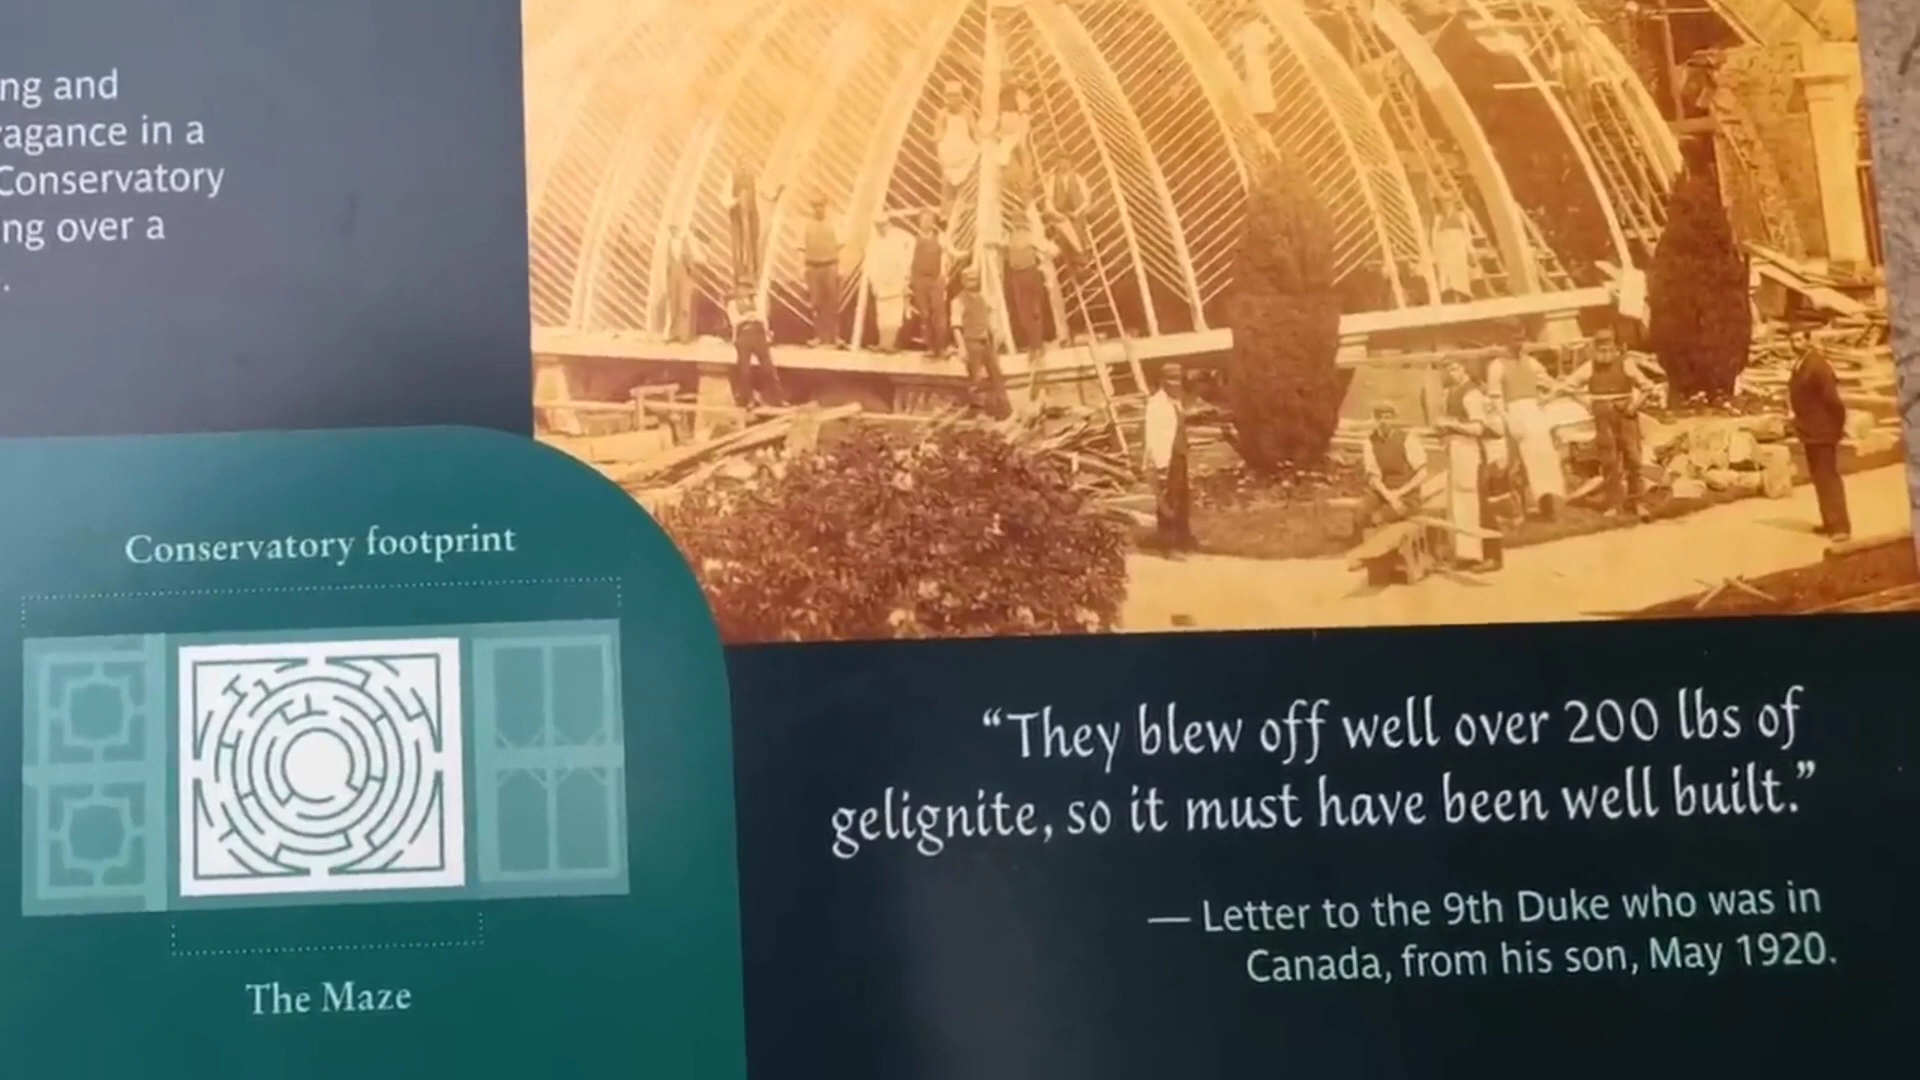 ng and
agance in a
Conservatory
ng over a
.
Conservatory footprint
The Maze
“They blew off well over 200 lbs of
gelignite, so it must have been well built.”
— Letter to the 9th Duke who was in
Canada, from his son, May 1920.